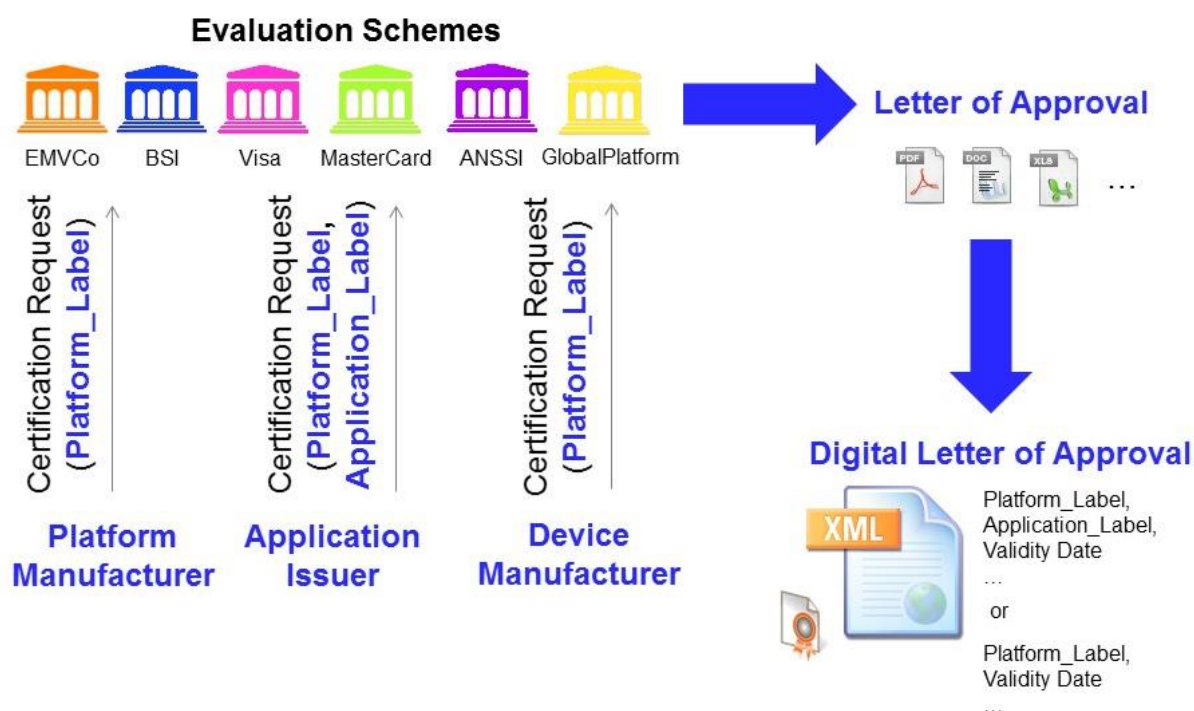 Evaluation Schemes
EMVCo
BSI
Visa
MasterCard
ANSSI
GlobalPlatform
Letter of Approval
PDF
DOC
XLS
...
Certification Request
(Platform_Label)
Certification Request
(Platform_Label,
Application_Label)
Certification Request
(Platform_Label)
Platform
Manufacturer
Application
Issuer
Device
Manufacturer
Digital Letter of Approval
XML
Platform_Label,
Application_Label,
Validity Date
...
or
Platform_Label,
Validity Date
...